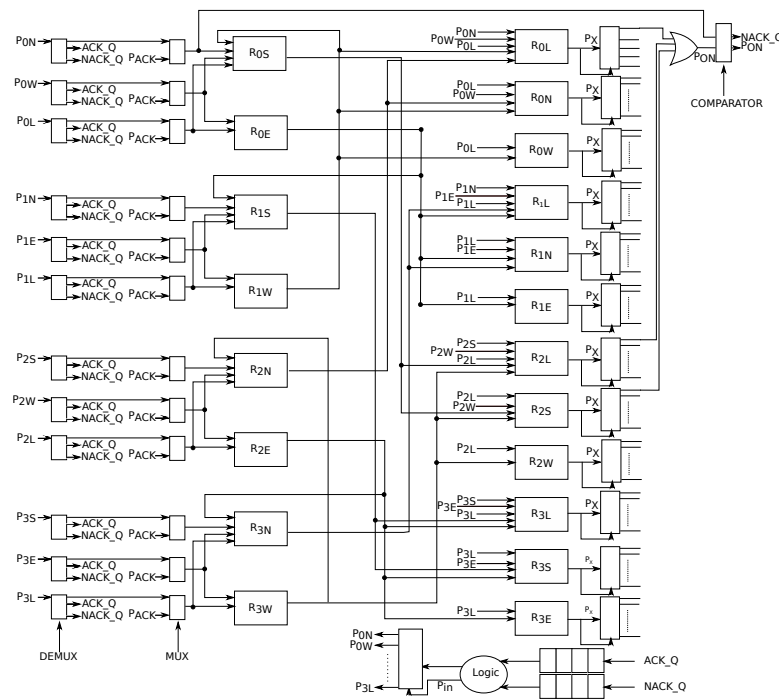 P0N ACK_Q NACK_Q PACK R0S
P0W ACK_Q NACK_Q PACK
P0L ACK_Q NACK_Q PACK R0E
P1N ACK_Q NACK_Q PACK R1S
P1E ACK_Q NACK_Q PACK
P1L ACK_Q NACK_Q PACK R1W
P2S ACK_Q NACK_Q PACK R2N
P2W ACK_Q NACK_Q PACK
P2L ACK_Q NACK_Q PACK R2E
P3S ACK_Q NACK_Q PACK R3N
P3E ACK_Q NACK_Q PACK
P3L ACK_Q NACK_Q PACK R3W
DEMUX
MUX
P0N P0W P0L R0L PX
P0L P0W R0N PX
P0L R0W PX
P1N P1E P1L R1L PX
P1L P1E R1N PX
P1L R1E PX
P2S P2W P2L R2L PX
P2L P2W R2S PX
P2L R2W PX
P3S P3E P3L R3L PX
P3L P3E R3S Px
P3L R3E Px
PON
NACK_Q
PON
COMPARATOR
P0N
P0W
P3L
Pin
Logic
ACK_Q
NACK_Q